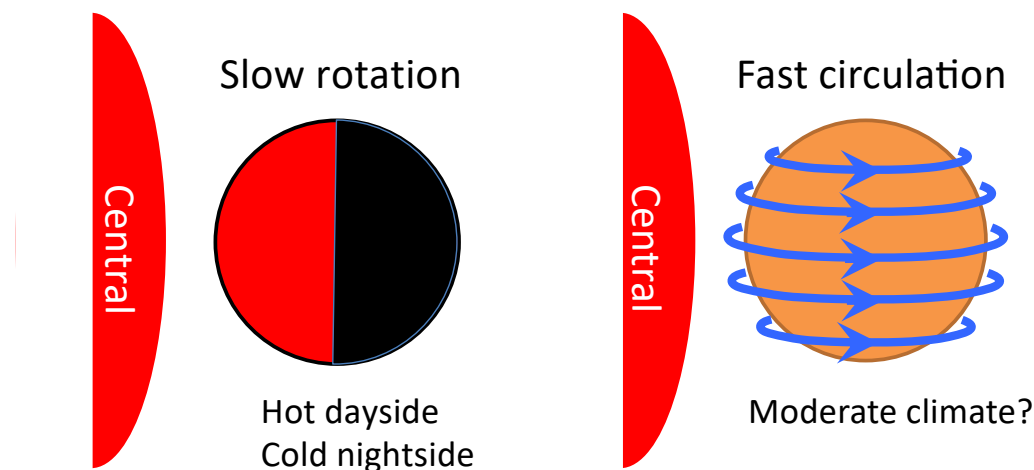 Slow rotation
Central
Hot dayside
Cold nightside
Fast circulation
Central
Moderate climate?